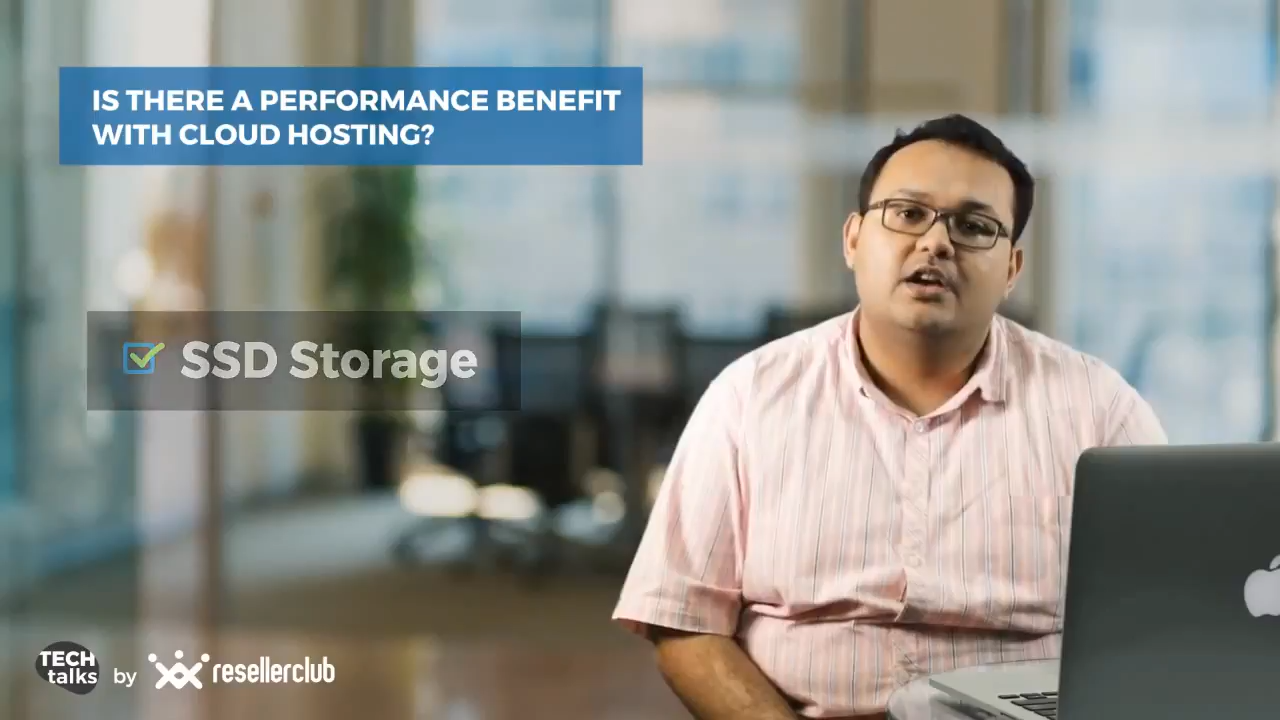 IS THERE A PERFORMANCE BENEFIT
WITH CLOUD HOSTING?
SSD Storage
TECH
talks
by
resellerclub